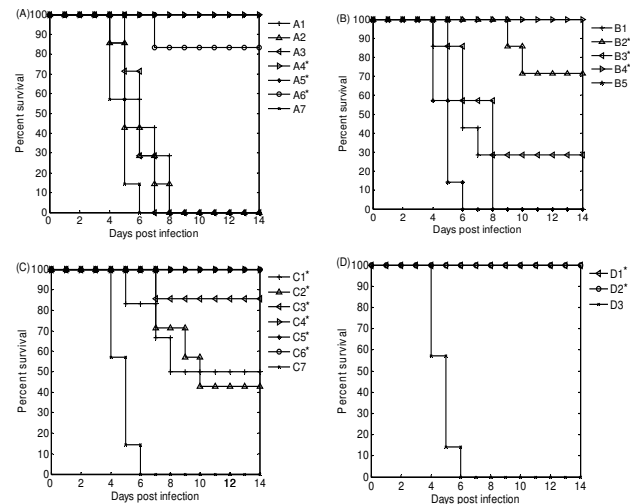 (A)
Percent survival
100
90
80
70
60
50
40
30
20
10
0
0 2 4 6 8 10 12 14
Days post infection
A1
A2
A3
A4*
A5*
A6*
A7
(B)
Percent survival
100
90
80
70
60
50
40
30
20
10
0
0 2 4 6 8 10 12 14
Days post infection
B1
B2*
B3*
B4*
B5
(C)
Percent survival
100
90
80
70
60
50
40
30
20
10
0
0 2 4 6 8 10 12 14
Days post infection
C1*
C2*
C3*
C4*
C5*
C6*
C7
(D)
Percent survival
100
90
80
70
60
50
40
30
20
10
0
0 2 4 6 8 10 12 14
Days post infection
D1*
D2*
D3